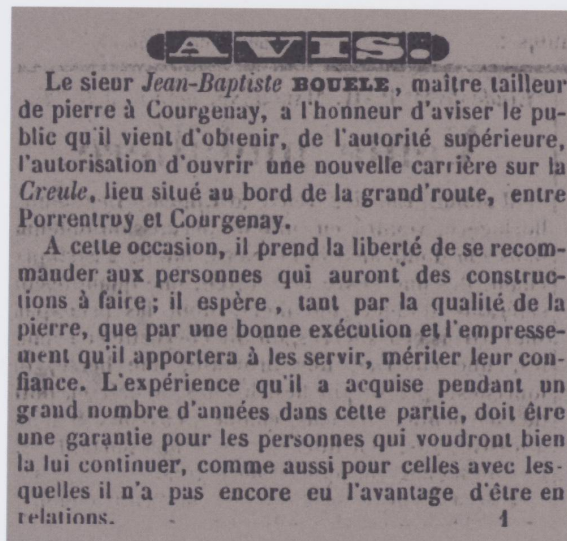 AVIS.
Le sieur Jean-Baptiste BOUELE, maître tailleur
de pierre à Courgenay, a l'honneur d'aviser le pu-
blic qu'il vient d'obtenir, de l'autorité supérieure,
l'autorisation d'ouvrir une nouvelle carrière sur la
Creule, lieu situé au bord de la grand'route, entre
Porrentruy et Courgenay.
A cette occasion, il prend la liberté de se recom-
mander aux personnes qui auront des construc-
tions à faire; il espère, tant par la qualité de la
pierre, que par une bonne exécution et l'empresse-
ment qu'il apportera à les servir, mériter leur con-
fiance. L'expérience qu'il a acquise pendant un
grand nombre d'années dans cette partie, doit être
une garantie pour les personnes qui voudront bien
la lui continuer, comme aussi pour celles avec les-
quelles il n'a pas encore eu l'avantage d'être en
relations. 1